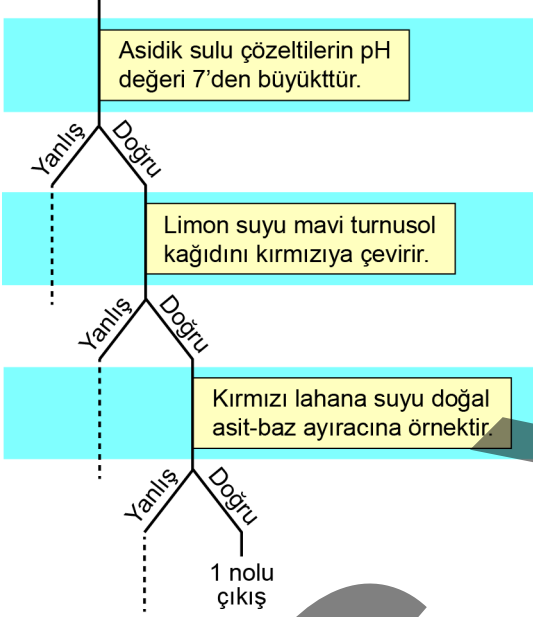 Asidik sulu çözeltilerin pH
değeri 7’den büyükttür.
Yanlış
Doğru
Limon suyu mavi turnusol
kağıdını kırmızıya çevirir.
Yanlış
Doğru
Kırmızı lahana suyu doğal
asit-baz ayıracına örnektir.
Yanlış
Doğru
1 nolu
çıkış